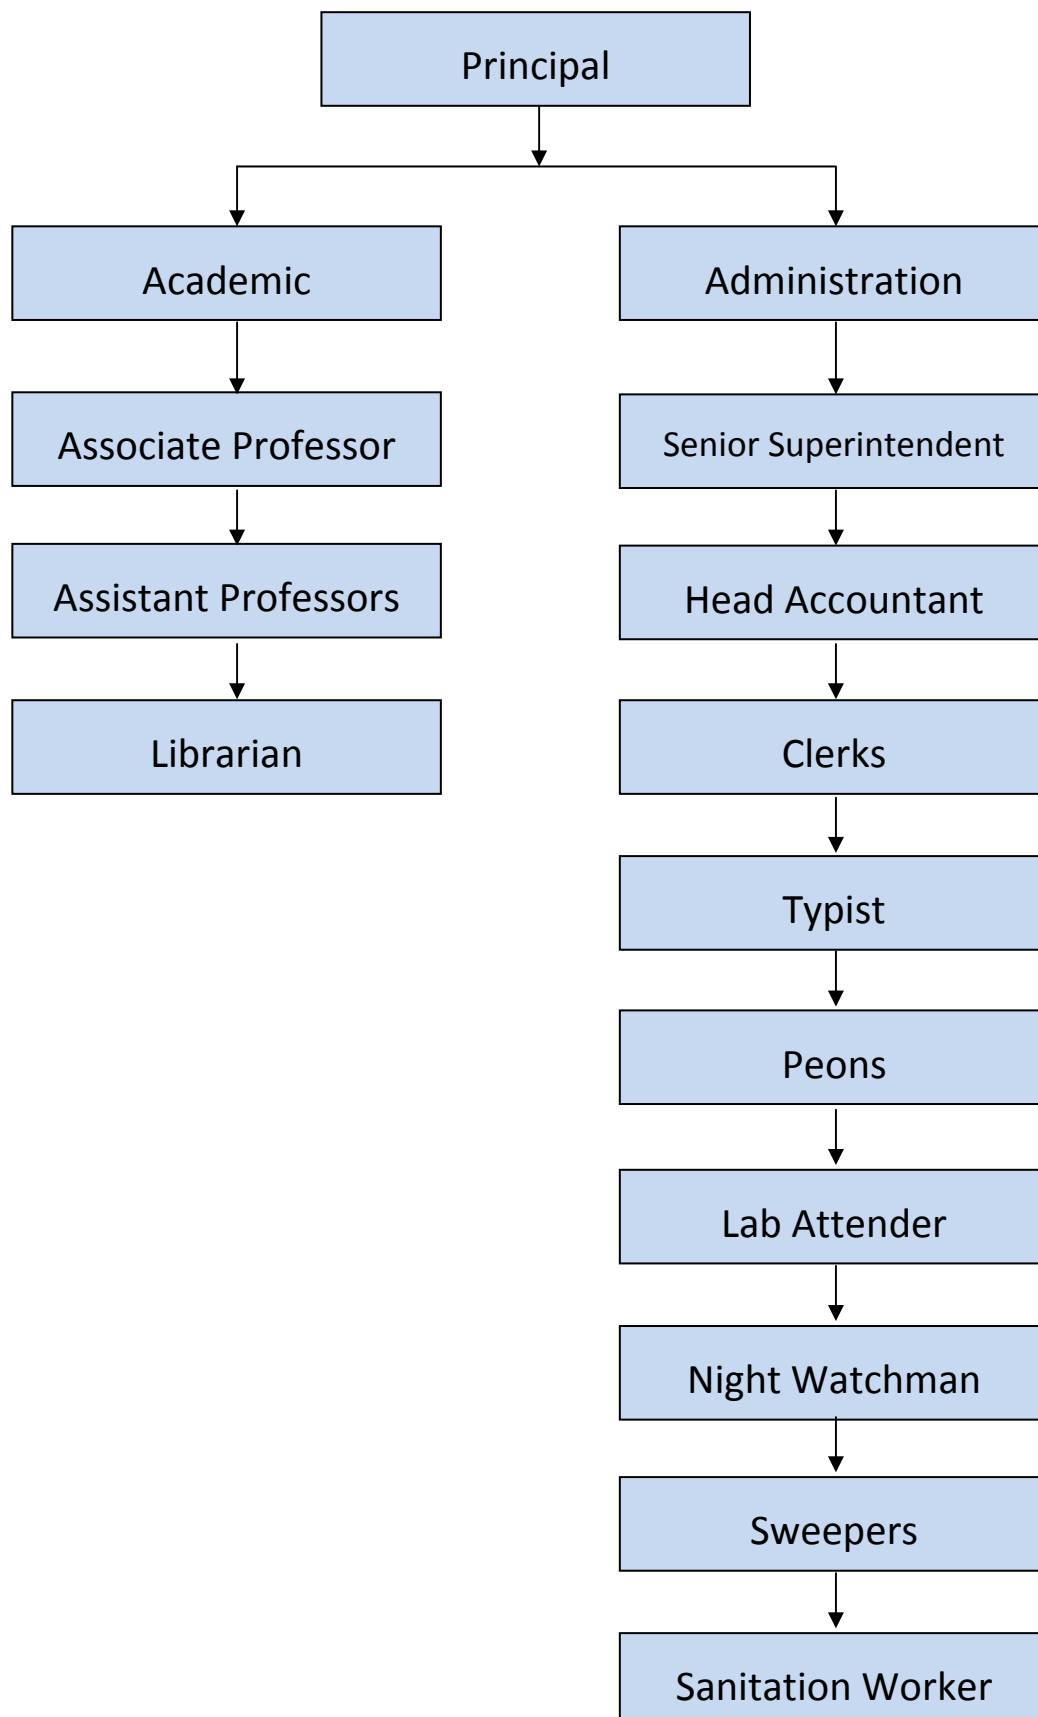 Principal
Academic
Administration
Associate Professor
Senior Superintendent
Assistant Professors
Head Accountant
Librarian
Clerks
Typist
Peons
Lab Attender
Night Watchman
Sweepers
Sanitation Worker